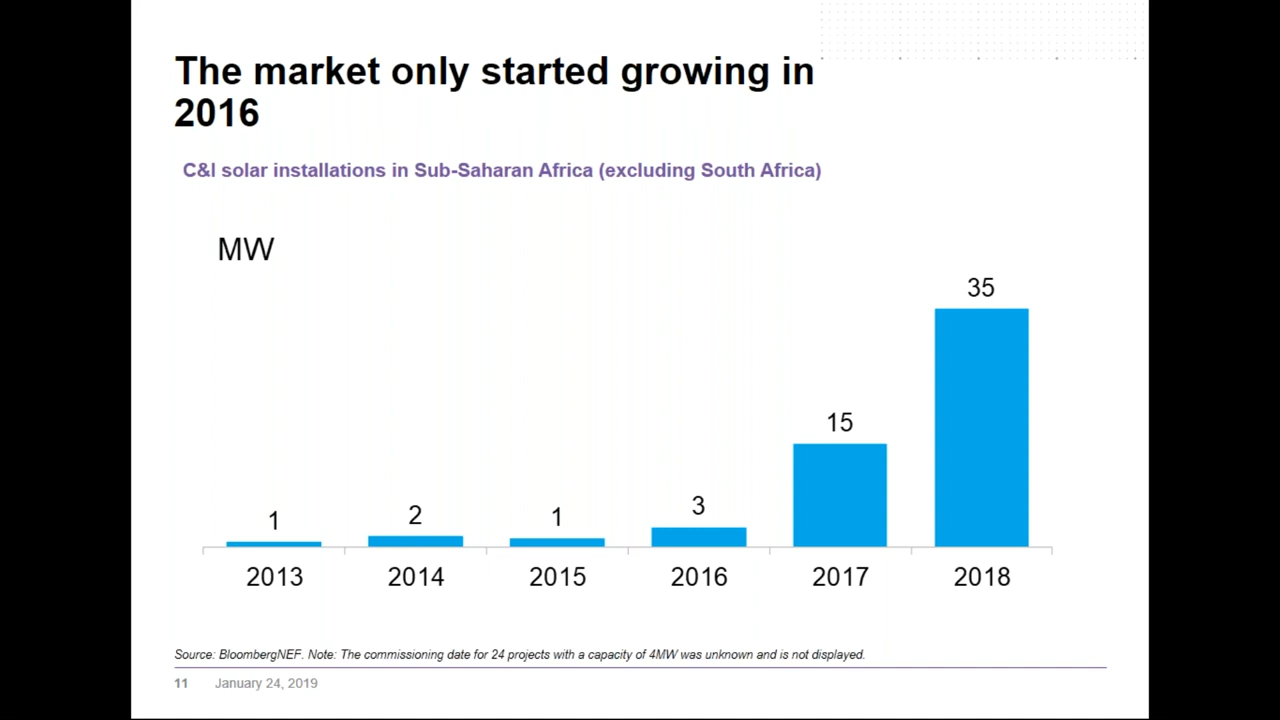 The market only started growing in
2016
C&I solar installations in Sub-Saharan Africa (excluding South Africa)
MW
1
2
1
3
15
35
2013 2014 2015 2016 2017 2018
Source: BloombergNEF. Note: The commissioning date for 24 projects with a capacity of 4MW was unknown and is not displayed.
11 January 24, 2019